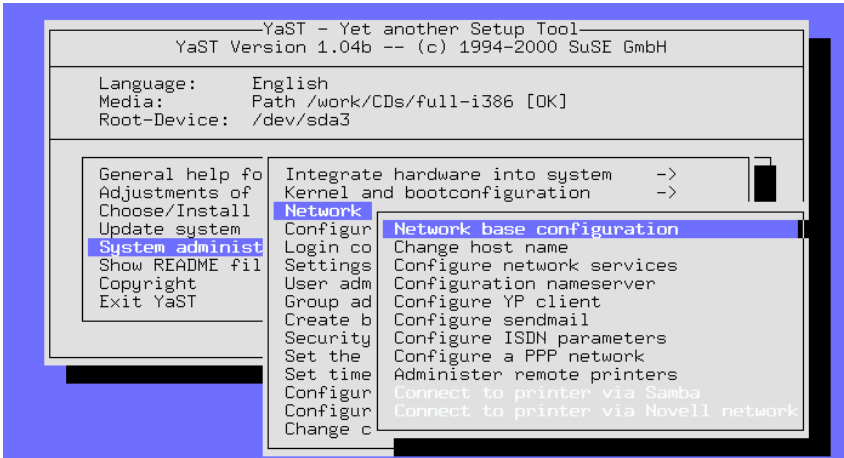 YaST - Yet another Setup Tool
YaST Version 1.04b -- (c) 1994-2000 SuSE GmbH
Language: English
Media: Path /work/CDs/full-i386 [OK]
Root-Device: /dev/sda3
General help fo
Adjustments of
Choose/Install
Update system
System administ
Show README fil
Copyright
Exit YaST
Integrate hardware into system ->
Kernel and bootconfiguration ->
Network
Configur
Login co
Settings
User adm
Group ad
Create b
Security
Set the
Set time
Configur
Configur
Change c
Network base configuration
Change host name
Configure network services
Configuration nameserver
Configure YP client
Configure sendmail
Configure ISDN parameters
Configure a PPP network
Administer remote printers
Connect to printer via Samba
Connect to printer via Novell network